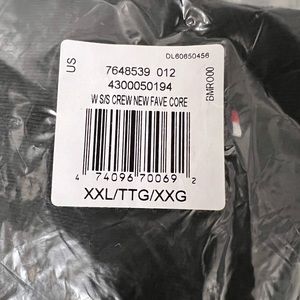 DL60650456
US
7648539 012
4300050194
W S/S CREW NEW FAVE CORE
BMR000
4 74096 70069 2
XXL/TTG/XXG